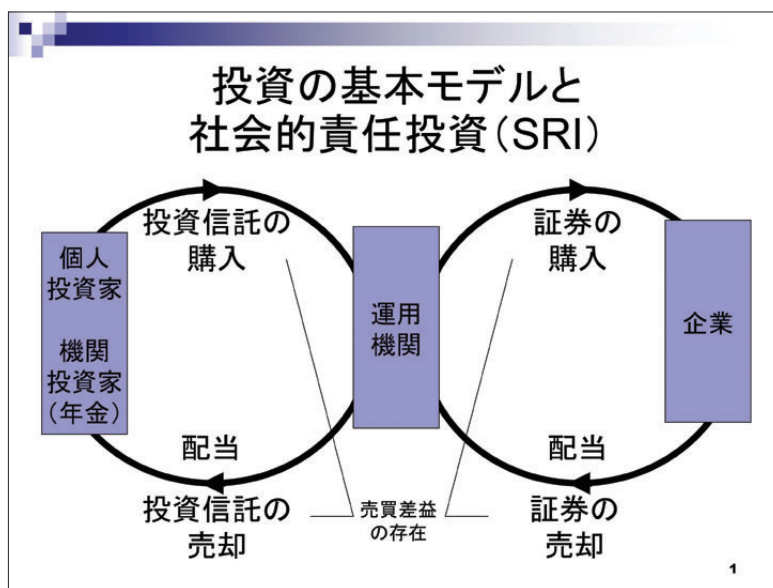 投資の基本モデルと
社会的責任投資(SRI)
投資信託の
購入
証券の
購入
個人
投資家
機関
投資家
(年金)
運用
機関
企業
配当
投資信託の
売却
売買差益
の存在
配当
証券の
売却
1